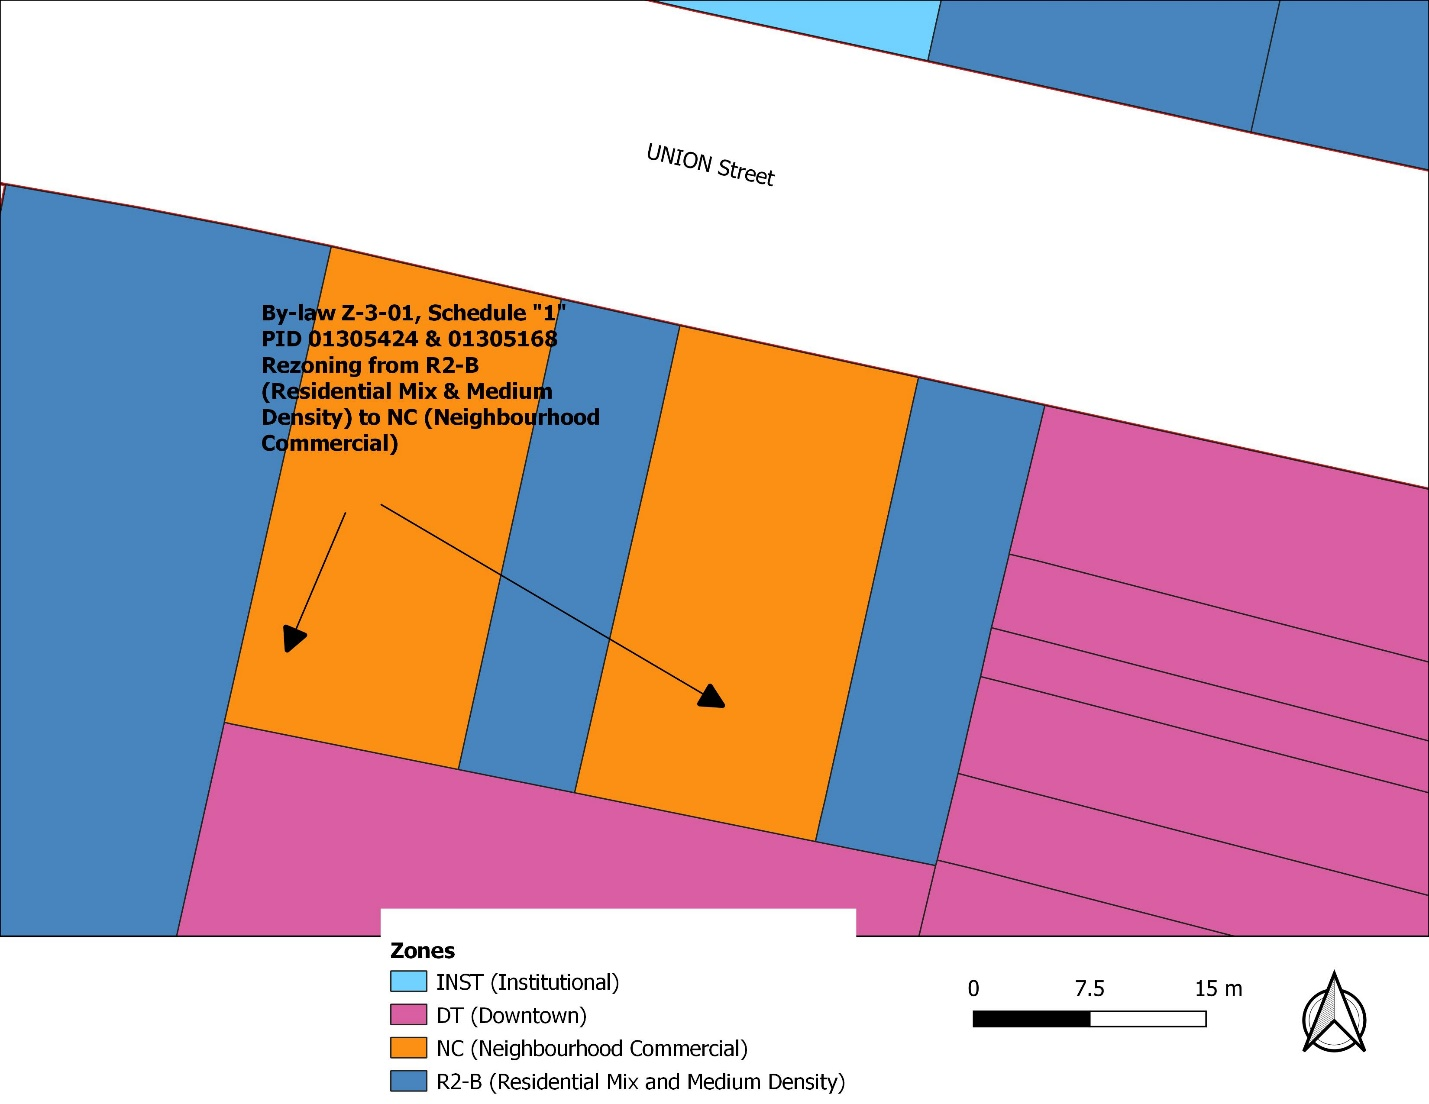 UNION Street
By-law Z-3-01, Schedule "1"
PID 01305424 & 01305168
Rezoning from R2-B
(Residential Mix & Medium
Density) to NC (Neighbourhood
Commercial)
Zones
INST (Institutional)
DT (Downtown)
NC (Neighbourhood Commercial)
R2-B (Residential Mix and Medium Density)
0 7.5 15 m